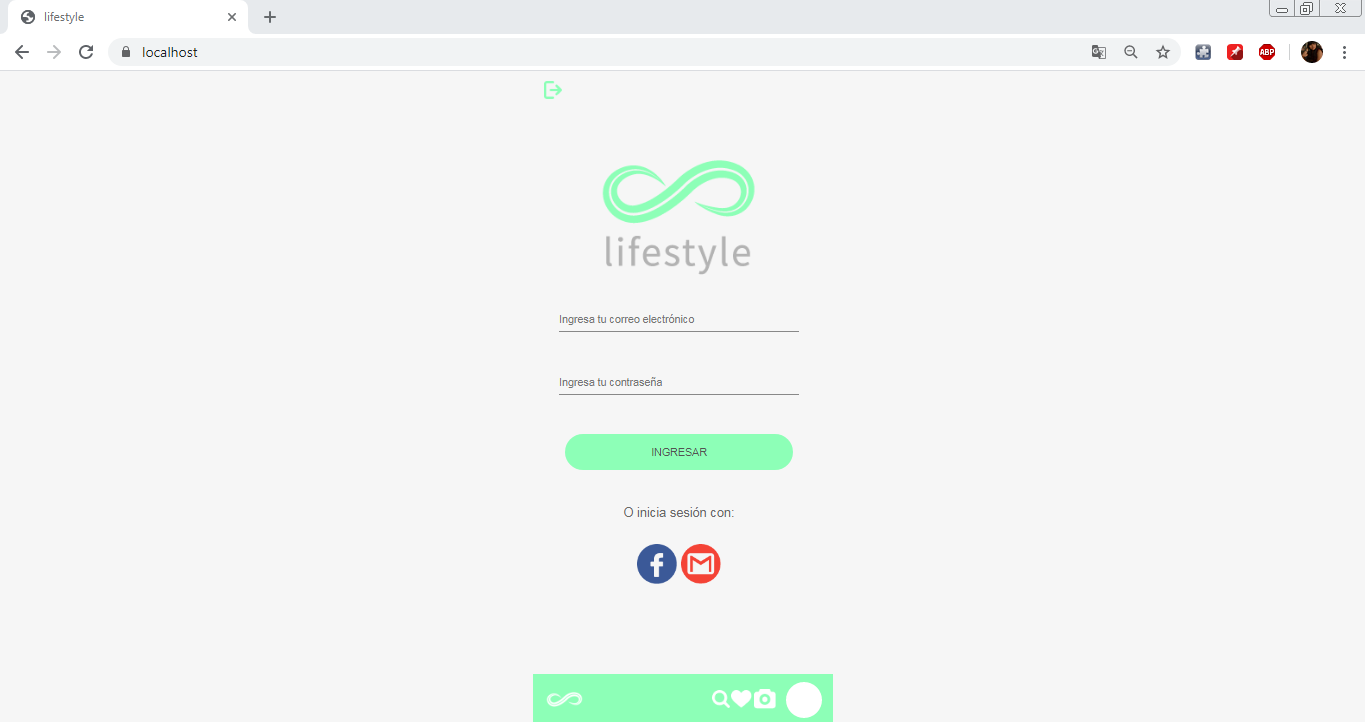 lifestyle
localhost
ABP
lifestyle
Ingresa tu correo electrónico
Ingresa tu contraseña
INGRESAR
O inicia sesión con: